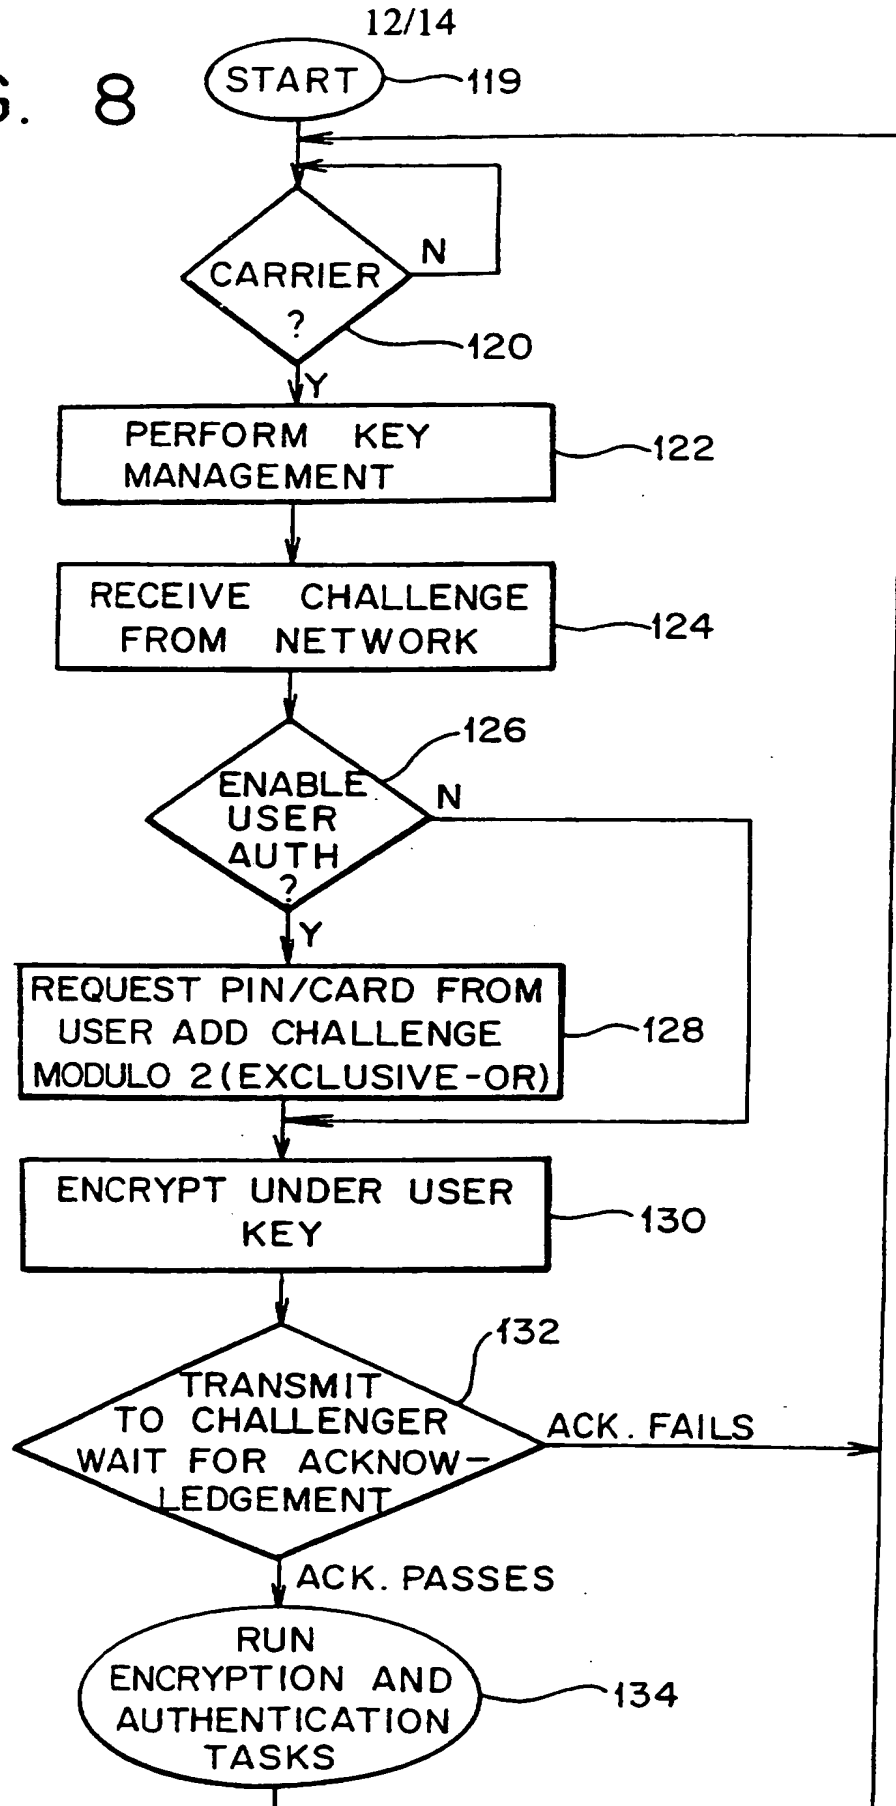 12/14
G. 8
START
119
CARRIER
?
N
120
Y
PERFORM KEY
MANAGEMENT
122
RECEIVE CHALLENGE
FROM NETWORK
124
126
ENABLE
USER
AUTH
?
N
Y
REQUEST PIN/CARD FROM
USER ADD CHALLENGE
MODULO 2 (EXCLUSIVE-OR)
128
ENCRYPT UNDER USER
KEY
130
132
TRANSMIT
TO CHALLENGER
WAIT FOR ACKNOW-
LEDGEMENT
ACK. FAILS
ACK. PASSES
RUN
ENCRYPTION AND
AUTHENTICATION
TASKS
134